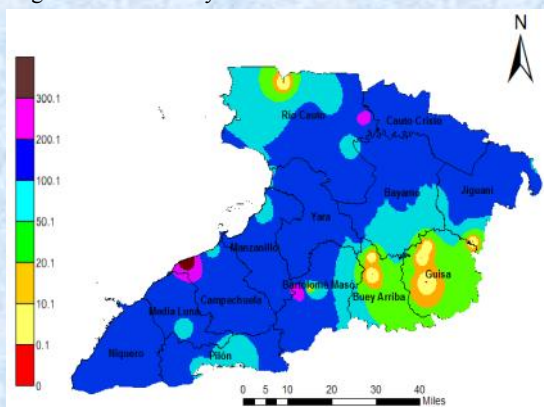 N
300.1
200.1
100.1
50.1
20.1
10.1
0.1
0
Río Cauto
Cauto Cristo
Bayamo
Jiguaní
Yara
Manzanillo
Guisa
Bartolomé Masó
Buey Arriba
Campechuela
Media Luna
Niquero
Pilón
0 5 10 20 30 40
Miles